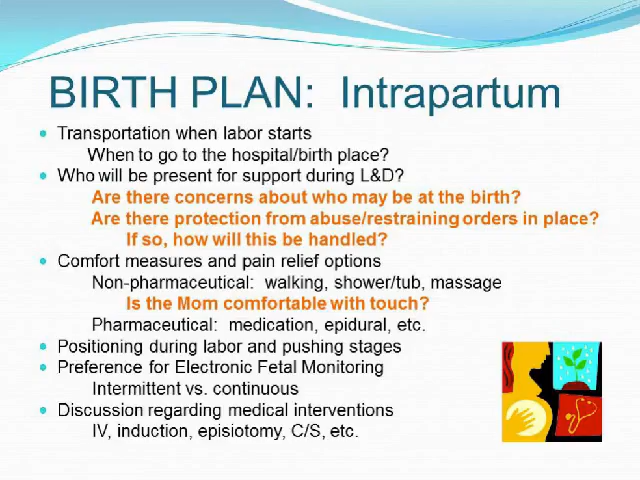 BIRTH PLAN: Intrapartum
• Transportation when labor starts
When to go to the hospital/birth place?
• Who will be present for support during L&D?
Are there concerns about who may be at the birth?
Are there protection from abuse/restraining orders in place?
If so, how will this be handled?
• Comfort measures and pain relief options
Non-pharmaceutical: walking, shower/tub, massage
Is the Mom comfortable with touch?
Pharmaceutical: medication, epidural, etc.
• Positioning during labor and pushing stages
• Preference for Electronic Fetal Monitoring
Intermittent vs. continuous
• Discussion regarding medical interventions
IV, induction, episiotomy, C/S, etc.